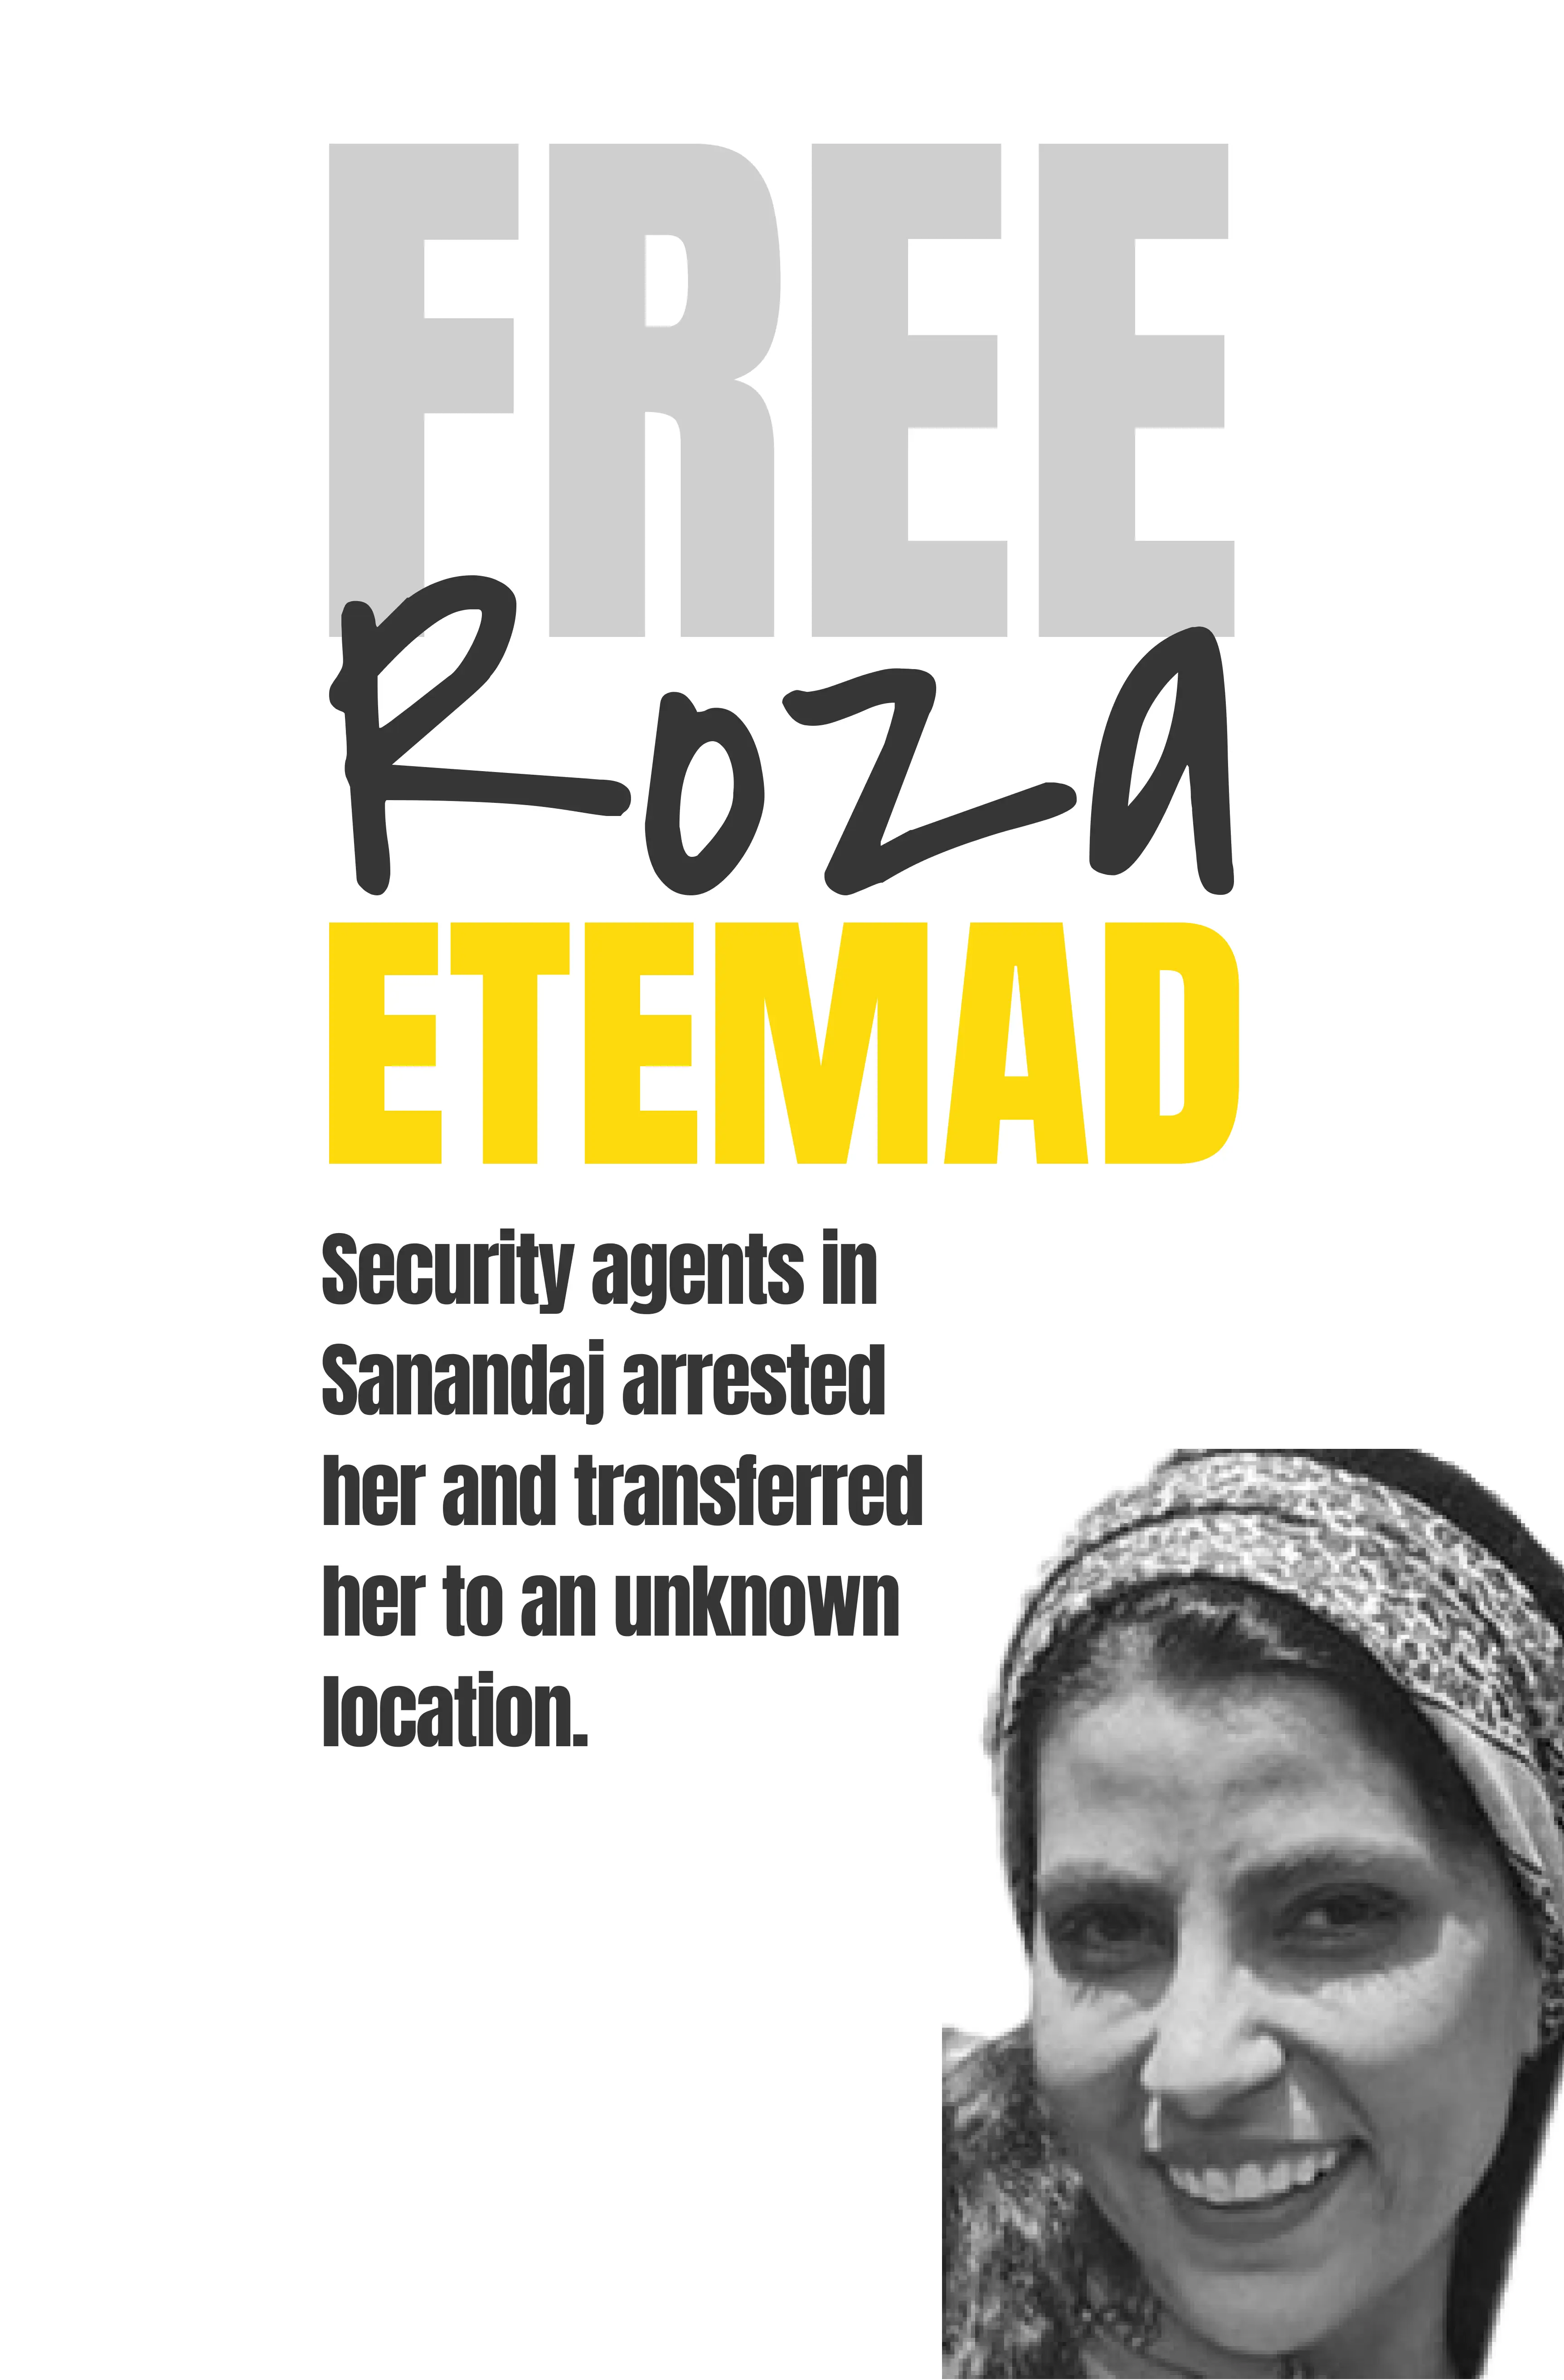 FREE
Roza
ETEMAD
Security agents in
Sanandaj arrested
her and transferred
her to an unknown
location.